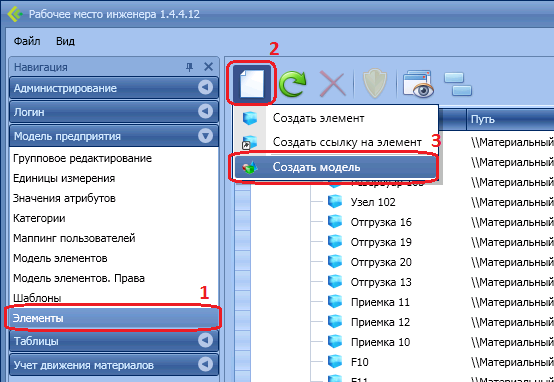 Рабочее место инженера 1.4.4.12
Файл Вид
Навигация
Администрирование
Логин
Модель предприятия
Групповое редактирование
Единицы измерения
Значения атрибутов
Категории
Маппинг пользователей
Модель элементов
Модель элементов. Права
Шаблоны
1
Элементы
Таблицы
Учет движения материалов
2
Создать элемент
Создать ссылку на элемент
3
Создать модель
Путь
\\Материальный
\\Материальный
\\Материальный
Узел 102 \\Материальный
Отгрузка 16 \\Материальный
Отгрузка 19 \\Материальный
Отгрузка 20 \\Материальный
Отгрузка 13 \\Материальный
Приемка 11 \\Материальный
Приемка 12 \\Материальный
Приемка 10 \\Материальный
F10 \\Материальный
F11 \\Материальный